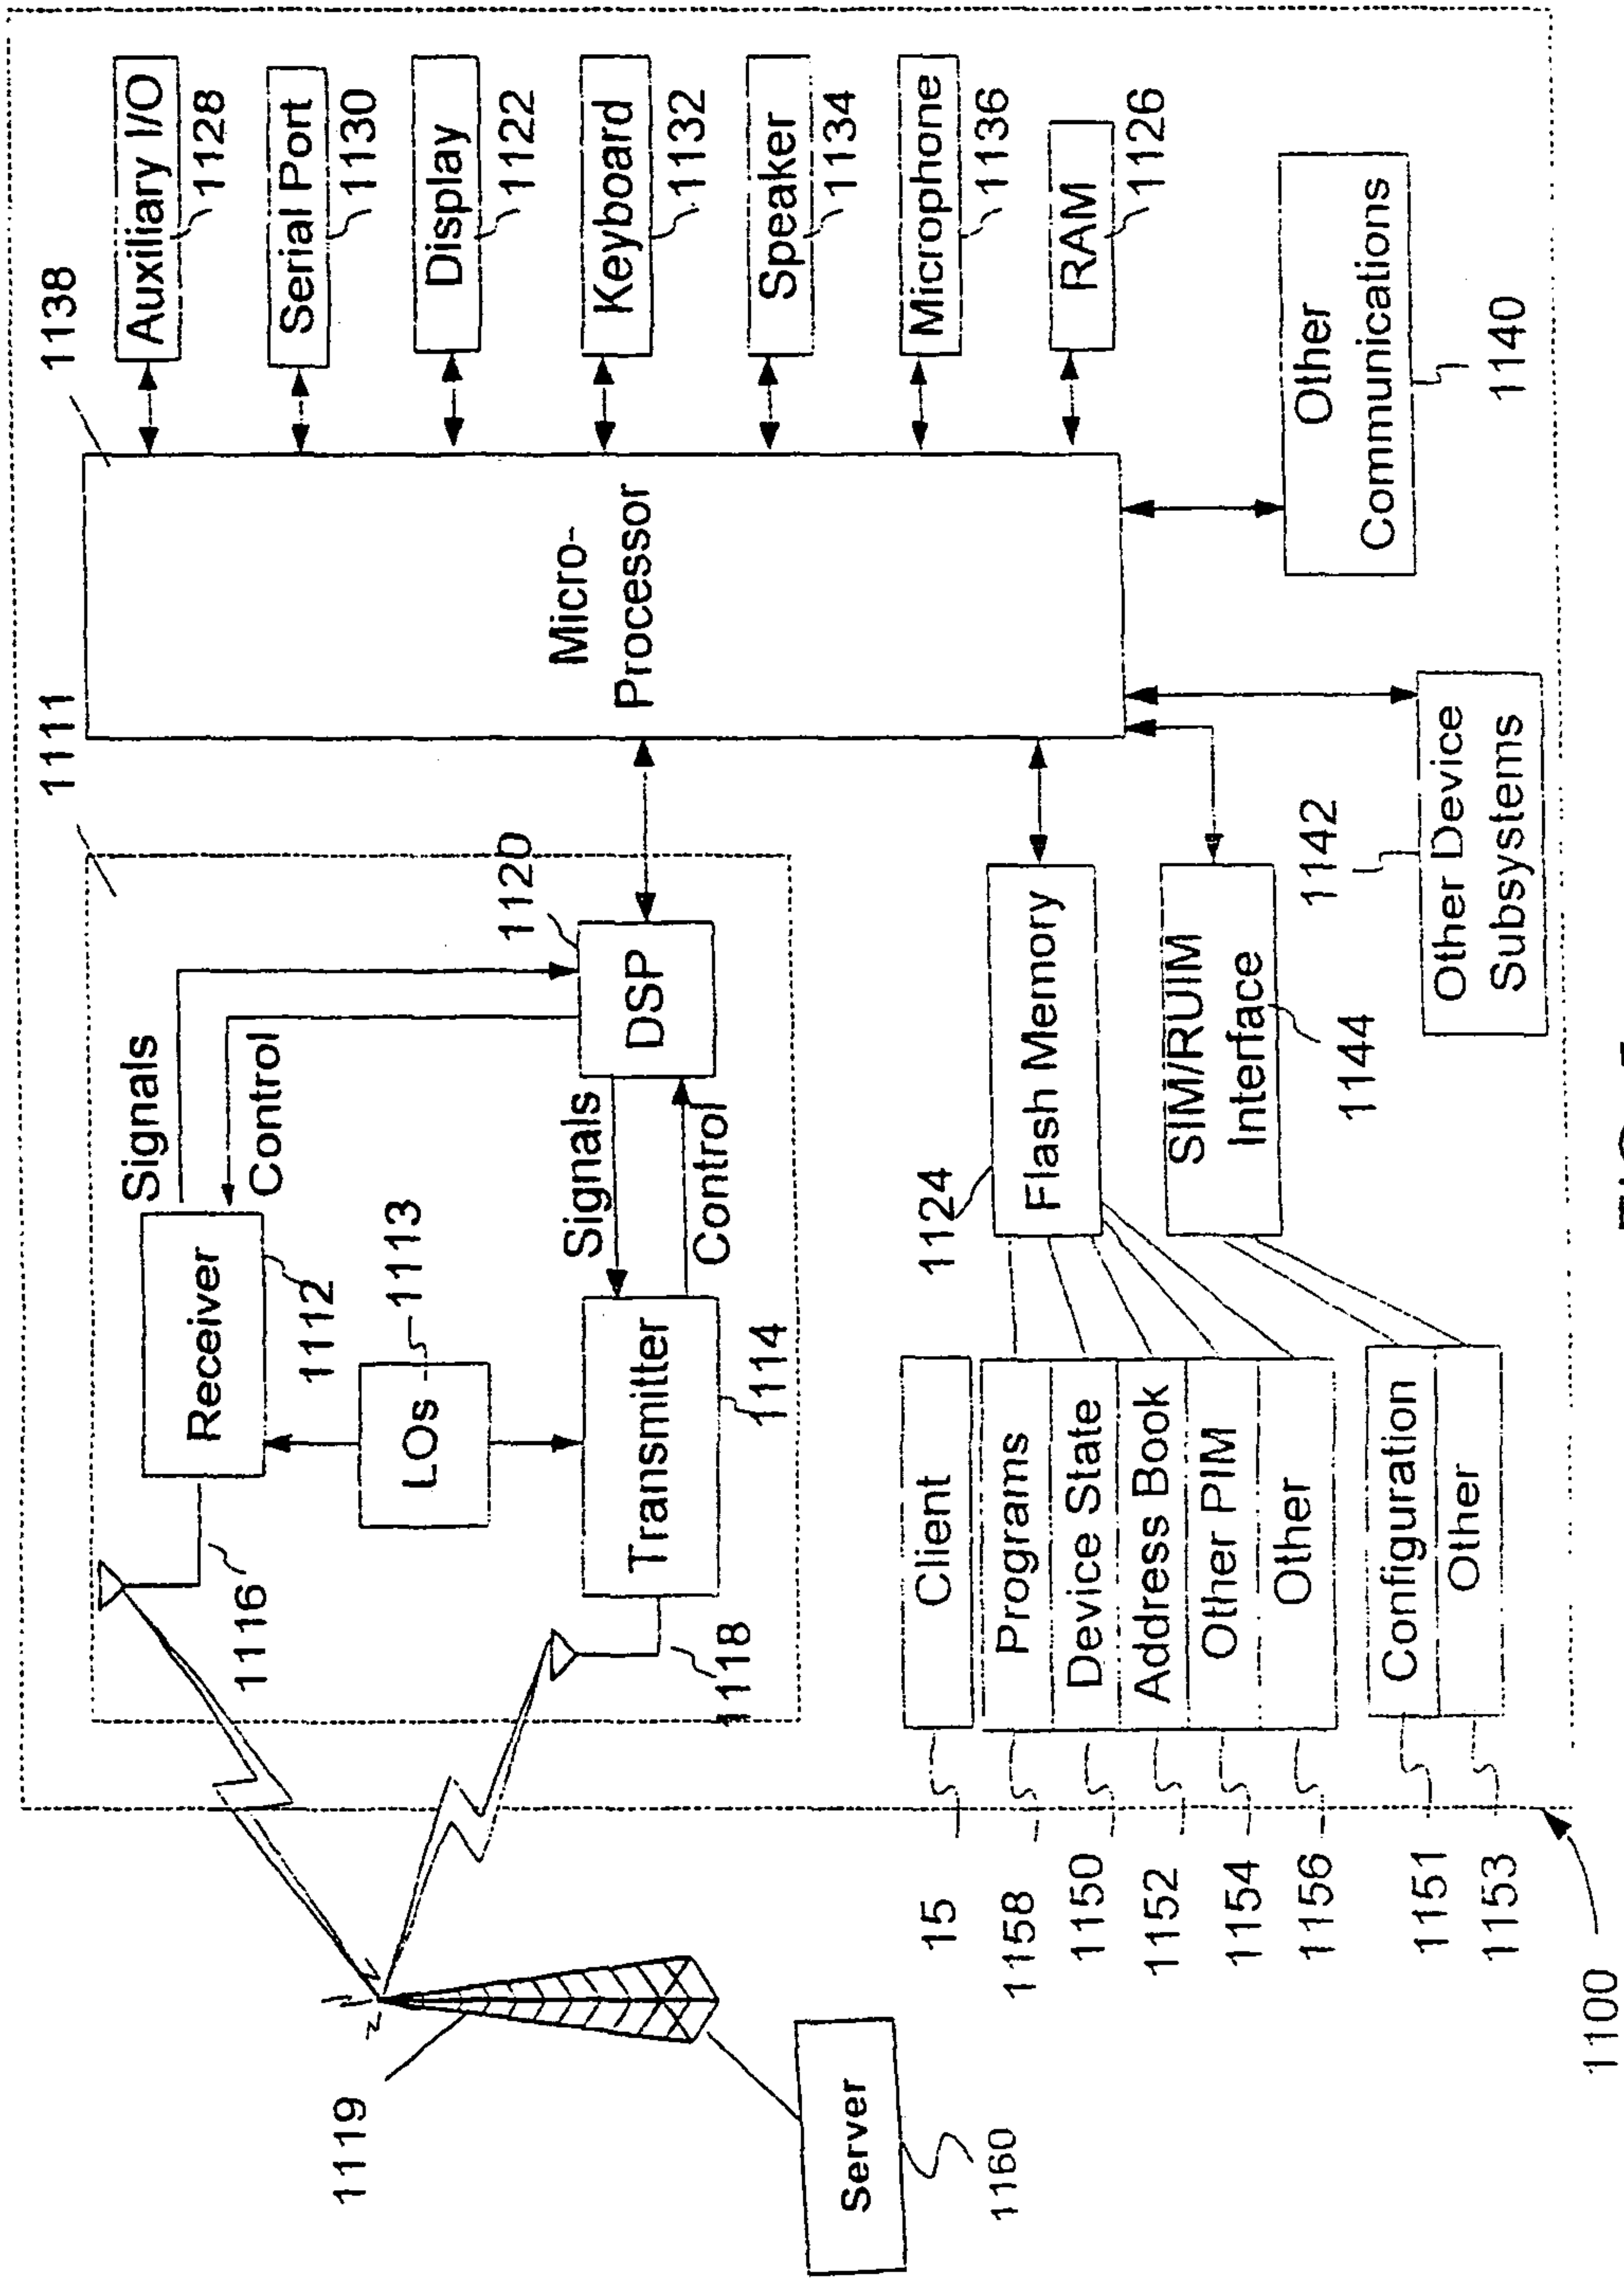 1138
1111
Auxiliary I/O
1128
Serial Port
1130
Display
1122
Keyboard
1132
Speaker
1134
Microphone
1136
RAM
1126
Micro-
Processor
Other
Communications
1140
Other Device
Subsystems
1142
Signals
Control
1120
DSP
Receiver
1112
LOs
1113
Signals
Control
Transmitter
1114
1116
1118
1119
Server
1160
1124
Flash Memory
SIM/RUIM
Interface
1144
Client
Programs
Device State
Address Book
Other PIM
Other
Configuration
Other
15
1158
1150
1152
1154
1156
1151
1153
1100